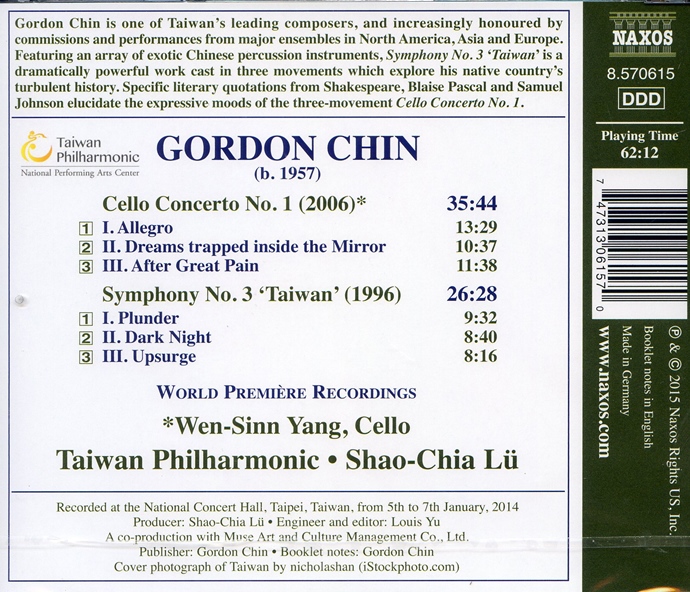 Gordon Chin is one of Taiwan's leading composers, and increasingly honoured by
commissions and performances from major ensembles in North America, Asia and Europe.
Featuring an array of exotic Chinese percussion instruments, Symphony No. 3 'Taiwan' is a
dramatically powerful work cast in three movements which explore his native country's
turbulent history. Specific literary quotations from Shakespeare, Blaise Pascal and Samuel
Johnson elucidate the expressive moods of the three-movement Cello Concerto No. 1.
Taiwan
Philharmonic
National Performing Arts Center
GORDON CHIN
(b. 1957)
Cello Concerto No. 1 (2006)* 35:44
1 I. Allegro 13:29
2 II. Dreams trapped inside the Mirror 10:37
3 III. After Great Pain 11:38
Symphony No. 3 'Taiwan' (1996) 26:28
1 I. Plunder 9:32
2 II. Dark Night 8:40
3 III. Upsurge 8:16
WORLD PREMIÈRE RECORDINGS
*Wen-Sinn Yang, Cello
Taiwan Philharmonic • Shao-Chia Lü
Recorded at the National Concert Hall, Taipei, Taiwan, from 5th to 7th January, 2014
Producer: Shao-Chia Lü • Engineer and editor: Louis Yu
A co-production with Muse Art and Culture Management Co., Ltd.
Publisher: Gordon Chin • Booklet notes: Gordon Chin
Cover photograph of Taiwan by nicholashan (iStockphoto.com)
NAXOS
8.570615
DDD
Playing Time
62:12
7 47313 06157 0
℗ & © 2015 Naxos Rights US, Inc.
Booklet notes in English
Made in Germany
www.naxos.com